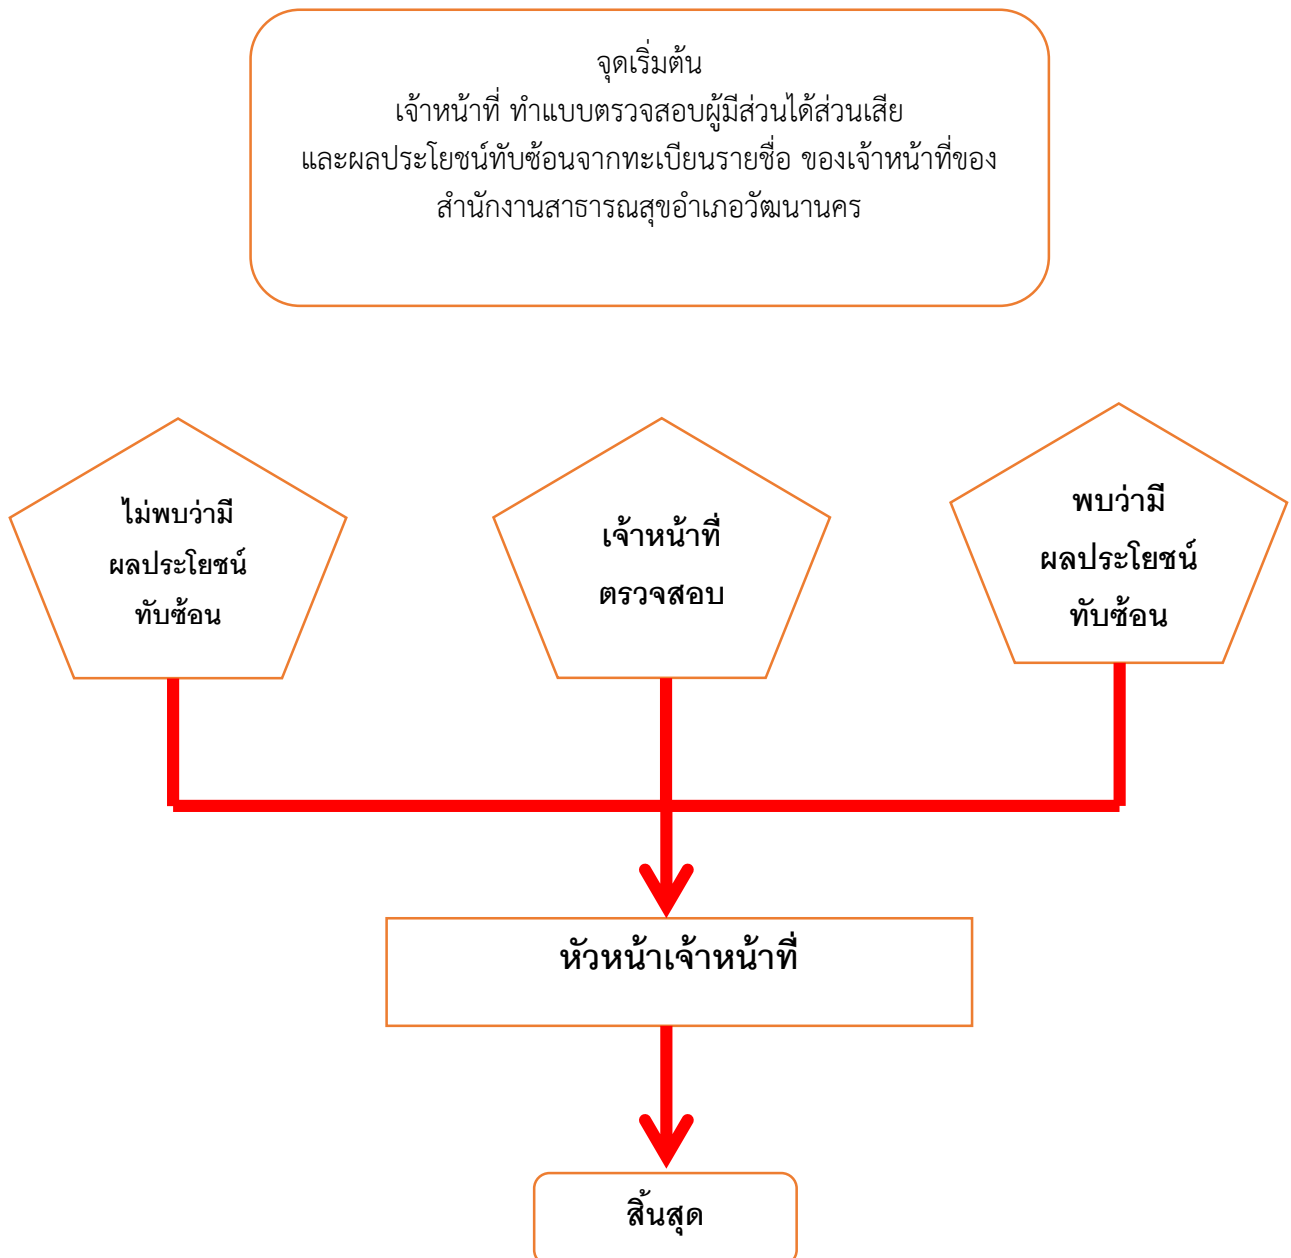 จุดเริ่มต้น
เจ้าหน้าที่ ทำแบบตรวจสอบผู้มีส่วนได้ส่วนเสีย
และผลประโยชน์ทับซ้อนจากทะเบียนรายชื่อ ของเจ้าหน้าที่ของ
สำนักงานสาธารณสุขอำเภอวัฒนานคร
ไม่พบว่ามี
ผลประโยชน์
ทับซ้อน
เจ้าหน้าที่
ตรวจสอบ
พบว่ามี
ผลประโยชน์
ทับซ้อน
หัวหน้าเจ้าหน้าที่
สิ้นสุด